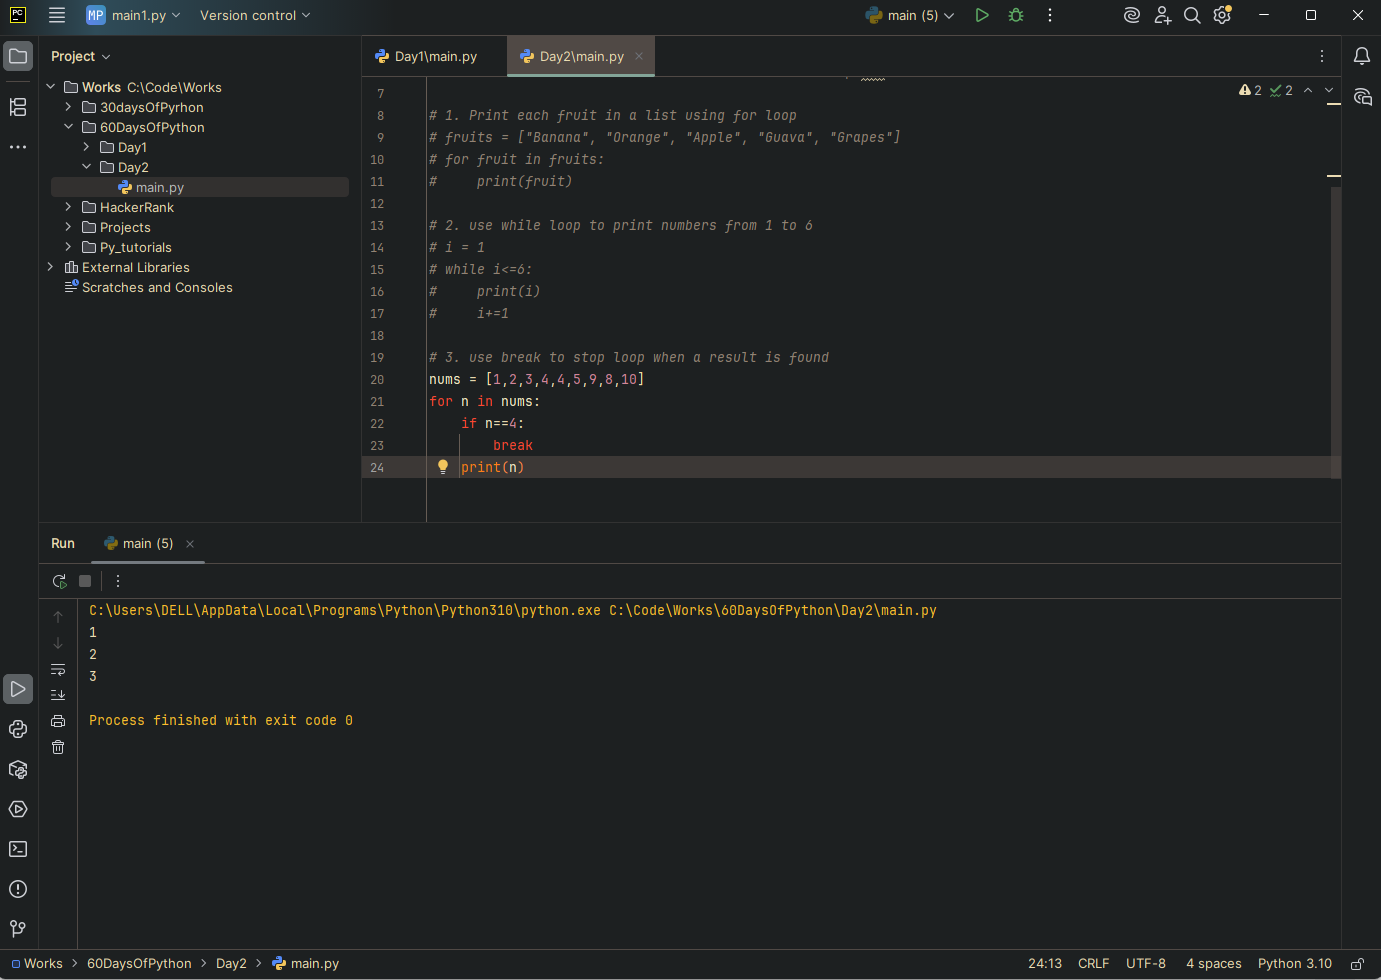 PC
MP main1.py
Version control
main (5)
Project
Works C:\Code\Works
30daysOfPyrhon
60DaysOfPython
Day1
Day2
main.py
HackerRank
Projects
Py_tutorials
External Libraries
Scratches and Consoles
Day1\main.py
Day2\main.py
2 2
7
8 # 1. Print each fruit in a list using for loop
9 # fruits = ["Banana", "Orange", "Apple", "Guava", "Grapes"]
10 # for fruit in fruits:
11 #     print(fruit)
12
13 # 2. use while loop to print numbers from 1 to 6
14 # i = 1
15 # while i<=6:
16 #     print(i)
17 #     i+=1
18
19 # 3. use break to stop loop when a result is found
20 nums = [1,2,3,4,4,5,9,8,10]
21 for n in nums:
22     if n==4:
23         break
24     print(n)
Run
main (5)
C:\Users\DELL\AppData\Local\Programs\Python\Python310\python.exe C:\Code\Works\60DaysOfPython\Day2\main.py
1
2
3
Process finished with exit code 0
Works > 60DaysOfPython > Day2 > main.py
24:13 CRLF UTF-8 4 spaces Python 3.10